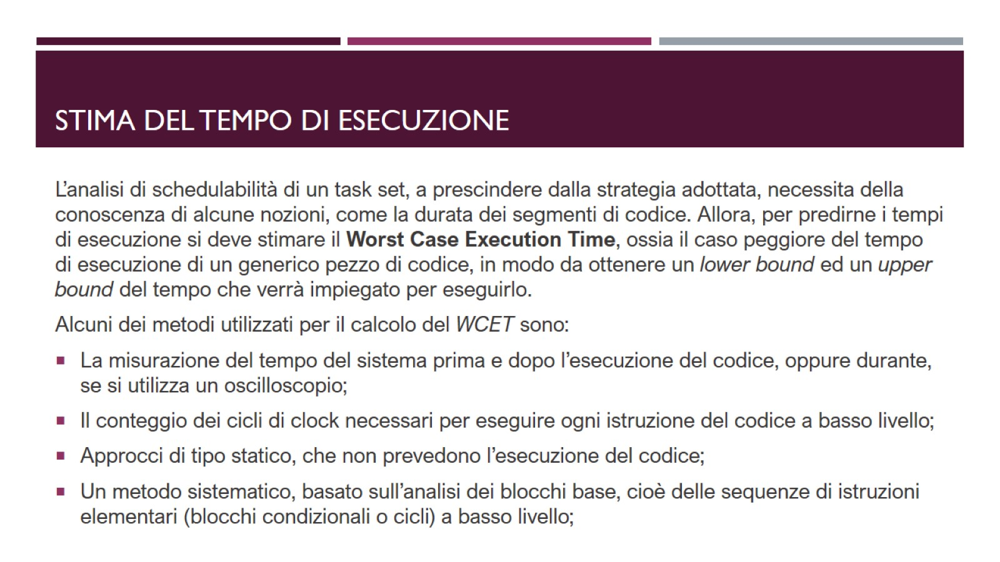 STIMA DEL TEMPO DI ESECUZIONE
L’analisi di schedulabilità di un task set, a prescindere dalla strategia adottata, necessita della
conoscenza di alcune nozioni, come la durata dei segmenti di codice. Allora, per predirne i tempi
di esecuzione si deve stimare il Worst Case Execution Time, ossia il caso peggiore del tempo
di esecuzione di un generico pezzo di codice, in modo da ottenere un lower bound ed un upper
bound del tempo che verrà impiegato per eseguirlo.
Alcuni dei metodi utilizzati per il calcolo del WCET sono:
▪ La misurazione del tempo del sistema prima e dopo l’esecuzione del codice, oppure durante,
se si utilizza un oscilloscopio;
▪ Il conteggio dei cicli di clock necessari per eseguire ogni istruzione del codice a basso livello;
▪ Approcci di tipo statico, che non prevedono l’esecuzione del codice;
▪ Un metodo sistematico, basato sull’analisi dei blocchi base, cioè delle sequenze di istruzioni
elementari (blocchi condizionali o cicli) a basso livello;